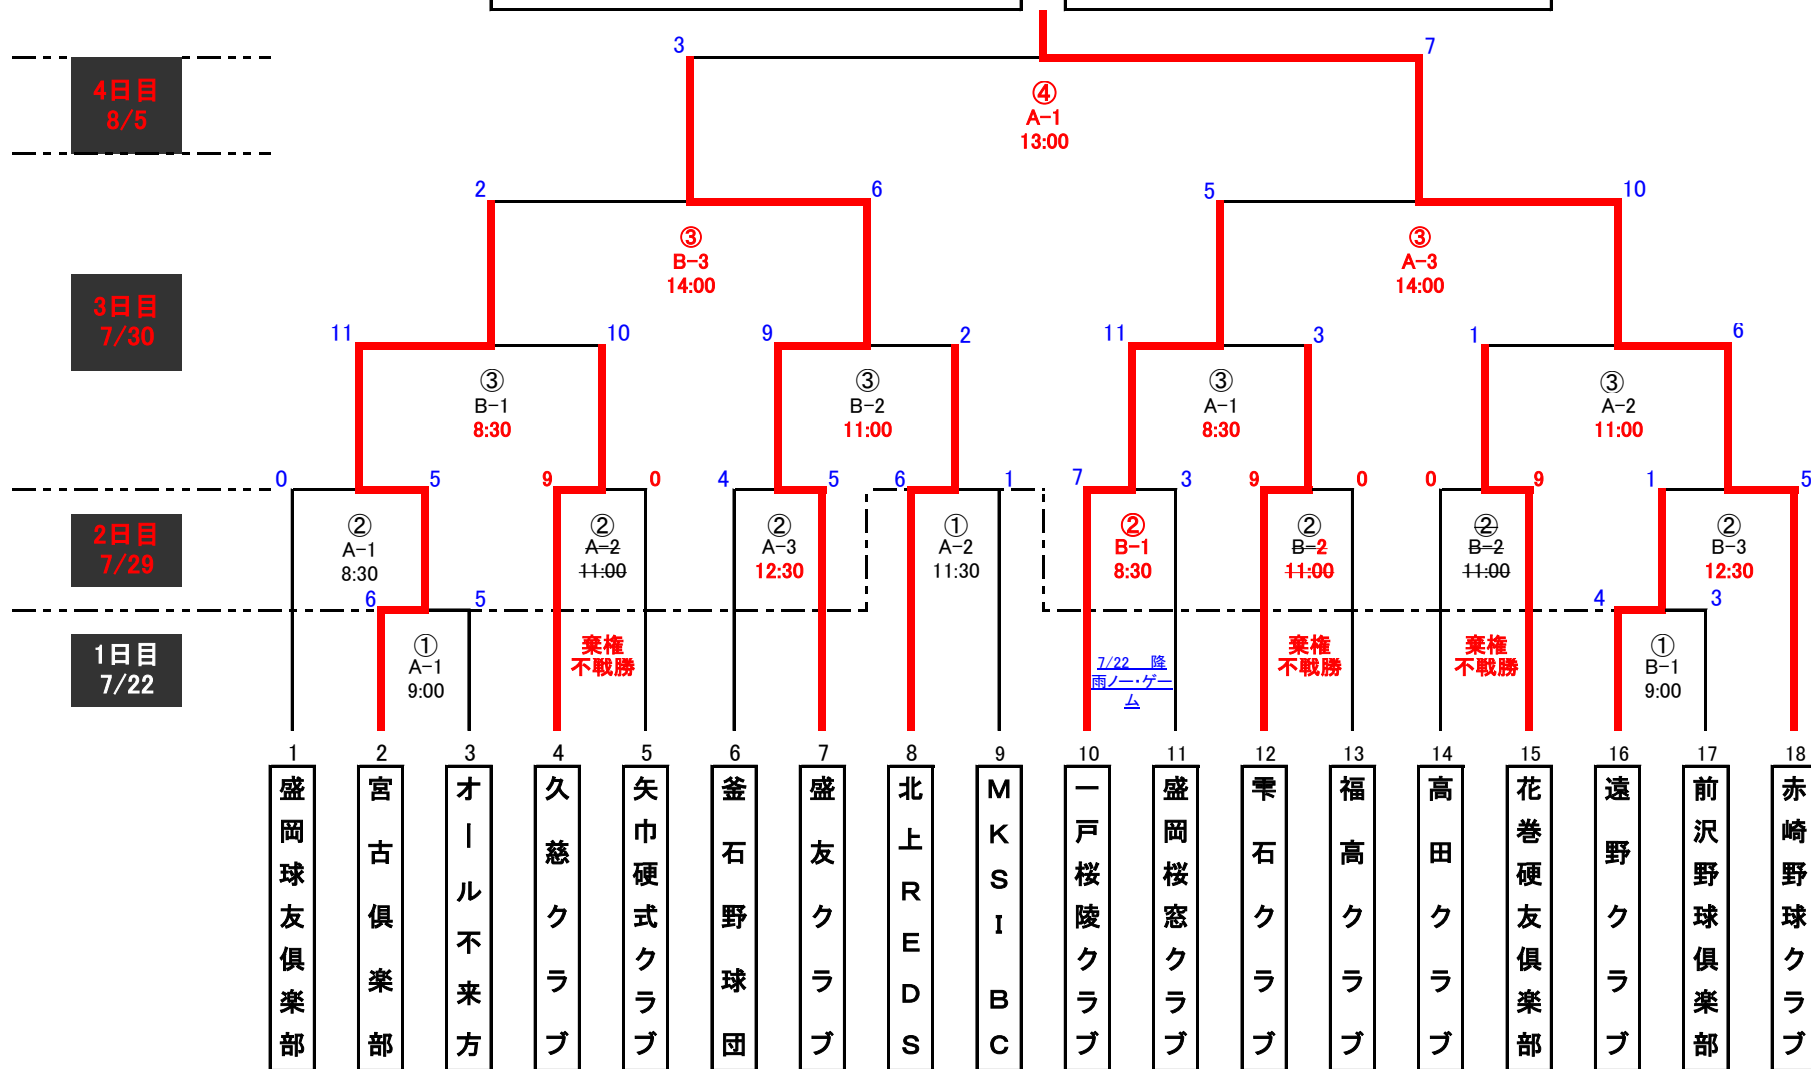 3
7
4日目
8/5
④
A-1
13:00
2
6
5
10
③
B-3
14:00
③
A-3
14:00
3日目
7/30
11
10
9
2
11
3
1
6
③
B-1
8:30
③
B-2
11:00
③
A-1
8:30
③
A-2
11:00
0
5
9
0
4
5
6
1
7
3
9
0
0
9
1
5
2日目
7/29
②
A-1
8:30
②
A-2
11:00
②
A-3
12:30
①
A-2
11:30
②
B-1
8:30
②
B-2
11:00
②
B-2
11:00
②
B-3
12:30
6
5
4
3
1日目
7/22
①
A-1
9:00
棄権
不戦勝
7/22 降
雨ノー・ゲー
ム
棄権
不戦勝
棄権
不戦勝
①
B-1
9:00
1
2
3
4
5
6
7
8
9
10
11
12
13
14
15
16
17
18
盛岡球友倶楽部
宮古倶楽部
オール不来方
久慈クラブ
矢巾硬式クラブ
釜石野球団
盛友クラブ
北上REDS
MKSI BC
一戸桜陵クラブ
盛岡桜窓クラブ
雫石クラブ
福高クラブ
高田クラブ
花巻硬友倶楽部
遠野クラブ
前沢野球倶楽部
赤崎野球クラブ